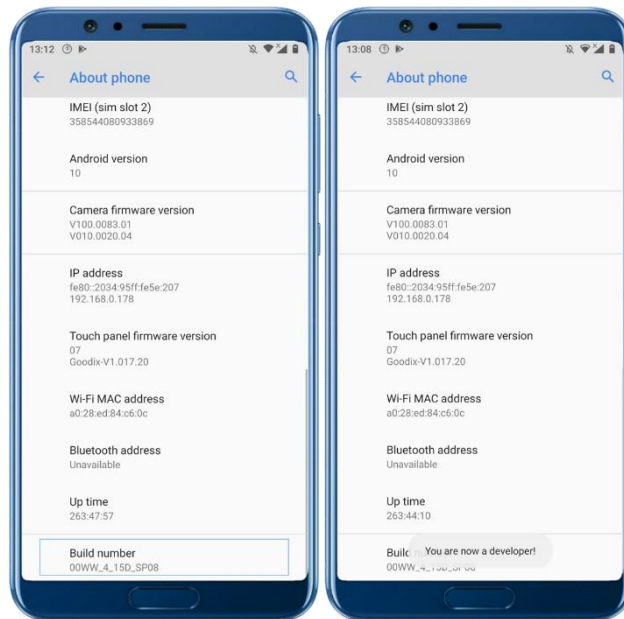 13:12
About phone
IMEI (sim slot 2)
358544080933869
Android version
10
Camera firmware version
V100.0083.01
V010.0020.04
IP address
fe80::2034:95ff:fe5e:207
192.168.0.178
Touch panel firmware version
07
Goodix-V1.017.20
Wi-Fi MAC address
a0:28:ed:84:c6:0c
Bluetooth address
Unavailable
Up time
263:47:57
Build number
00WW_4_15D_SP08
13:08
About phone
IMEI (sim slot 2)
358544080933869
Android version
10
Camera firmware version
V100.0083.01
V010.0020.04
IP address
fe80::2034:95ff:fe5e:207
192.168.0.178
Touch panel firmware version
07
Goodix-V1.017.20
Wi-Fi MAC address
a0:28:ed:84:c6:0c
Bluetooth address
Unavailable
Up time
263:44:10
You are now a developer!